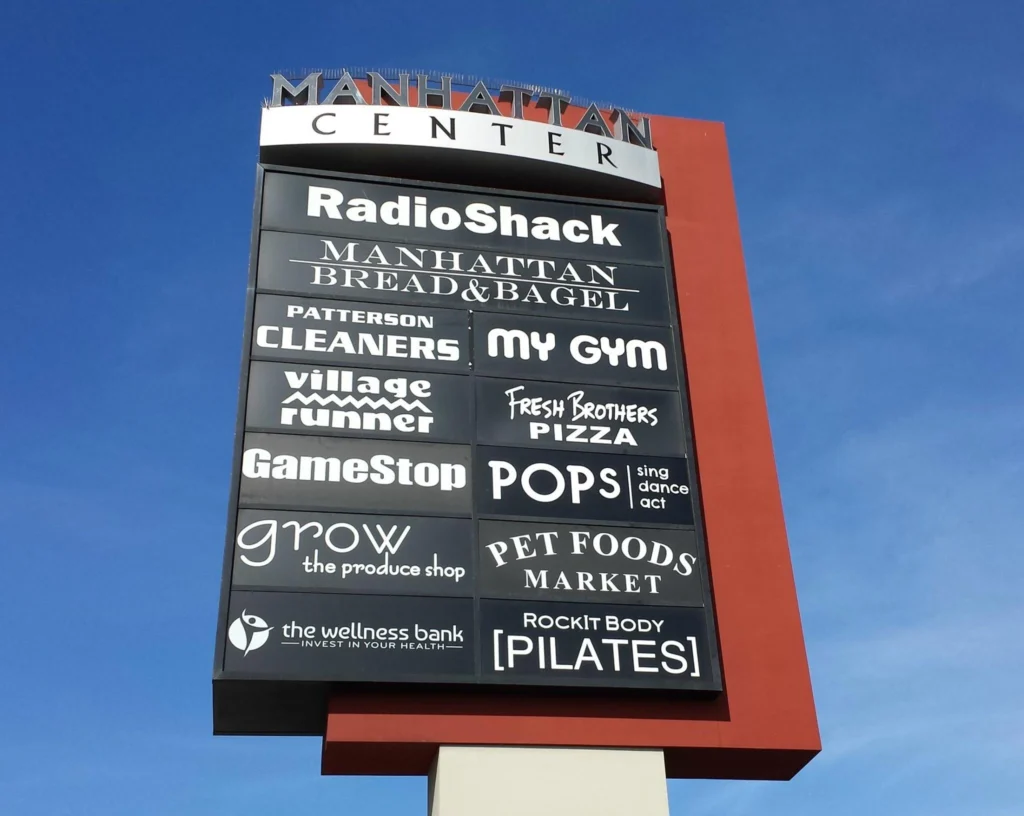 MANHATTAN
CENTER
RadioShack
MANHATTAN
BREAD&BAGEL
PATTERSON
CLEANERS
MY GYM
village
runner
FRESH BROTHERS
PIZZA
GameStop
POPS
sing
dance
act
grow
the produce shop
PET FOODS
MARKET
the wellness bank
INVEST IN YOUR HEALTH
ROCKIT BODY
[PILATES]